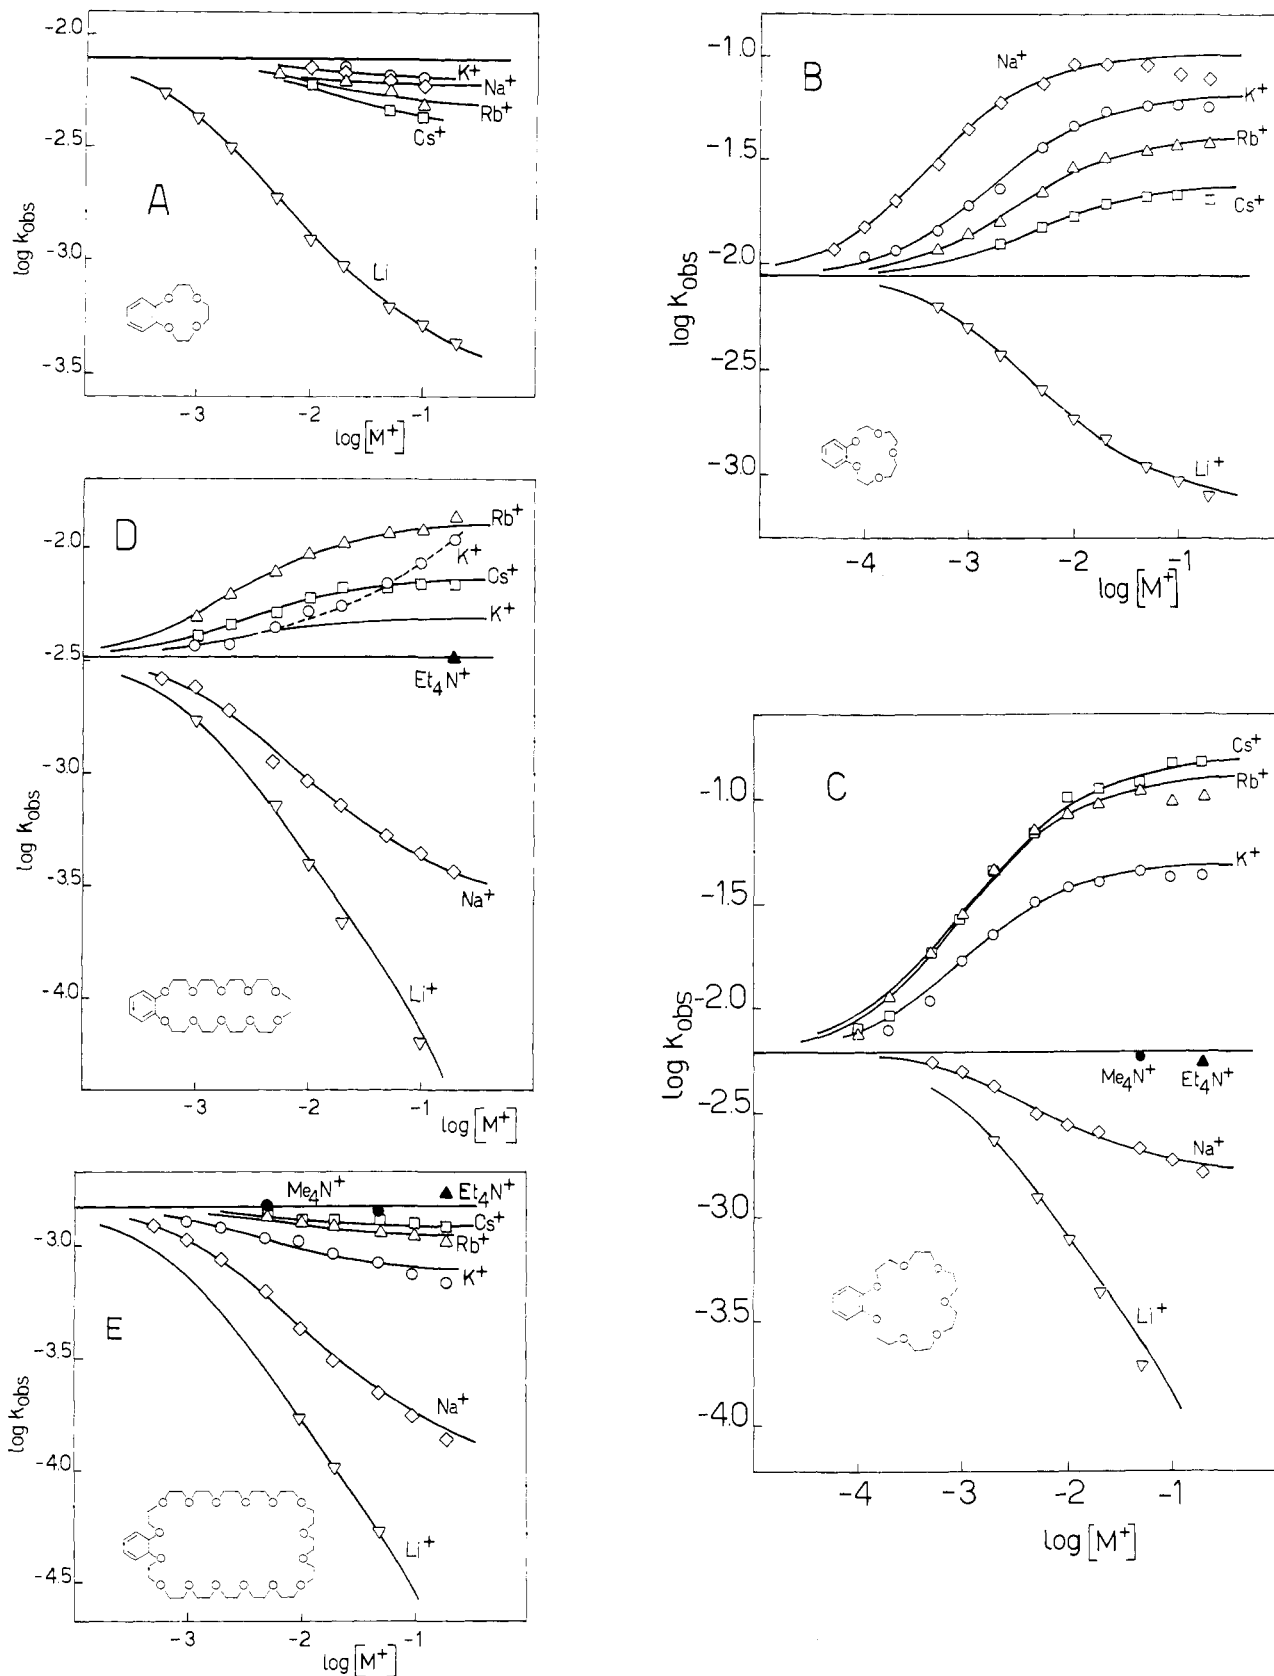 A
log kobs
-2.0
-2.5
-3.0
-3.5
K+
Na+
Rb+
Cs+
Li
O O O O
-3 -2 -1
log [M+]
B
log kobs
-1.0
-1.5
-2.0
-2.5
-3.0
Na+
K+
Rb+
Cs+
Li+
O O O O O
-4 -3 -2 -1
log [M+]
D
log kobs
-2.0
-2.5
-3.0
-3.5
-4.0
Rb+
K+
Cs+
K+
Et4N+
Na+
Li+
O O O O O
O O O O O
-3 -2 -1
log [M+]
C
log kobs
-1.0
-1.5
-2.0
-2.5
-3.0
-3.5
-4.0
Cs+
Rb+
K+
Me4N+
Et4N+
Na+
Li+
O O O O O O O
-4 -3 -2 -1
log [M+]
E
log kobs
-3.0
-3.5
-4.0
-4.5
Me4N+
Et4N+
Cs+
Rb+
K+
Na+
Li+
-3 -2 -1
log [M+]